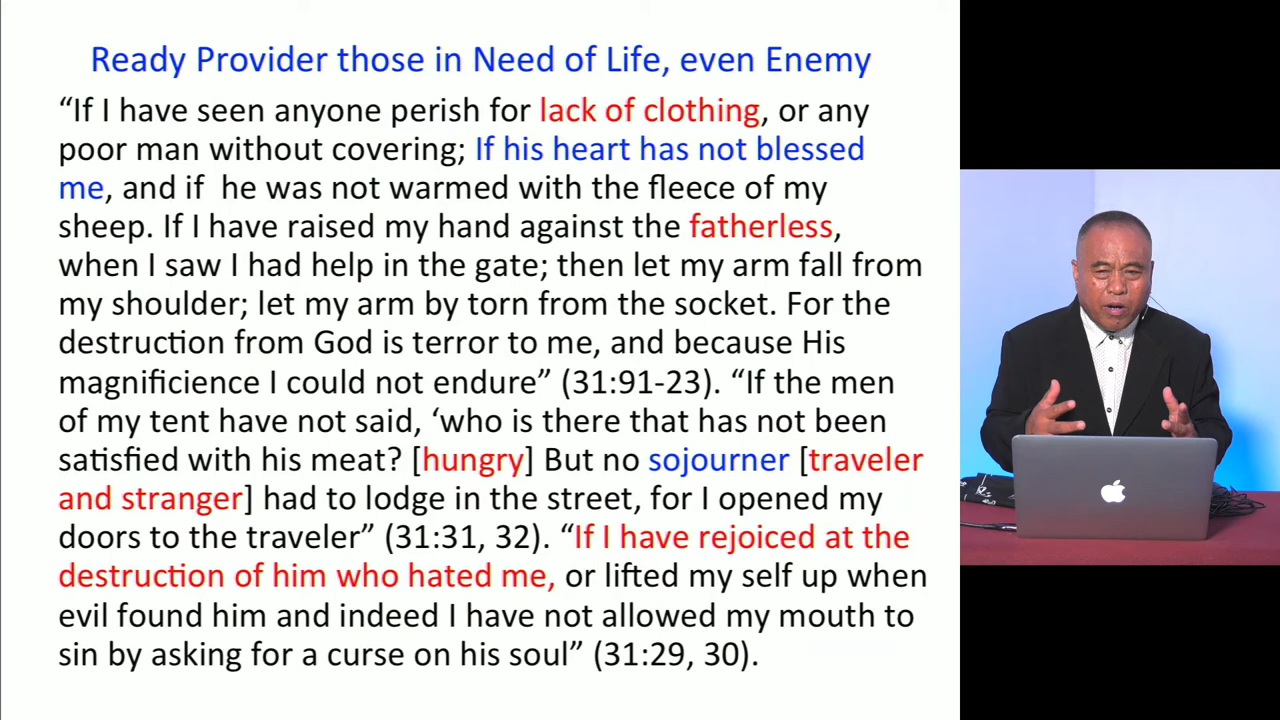 Ready Provider those in Need of Life, even Enemy
“If I have seen anyone perish for lack of clothing, or any
poor man without covering; If his heart has not blessed
me, and if  he was not warmed with the fleece of my
sheep. If I have raised my hand against the fatherless,
when I saw I had help in the gate; then let my arm fall from
my shoulder; let my arm by torn from the socket. For the
destruction from God is terror to me, and because His
magnificience I could not endure” (31:91-23). “If the men
of my tent have not said, ‘who is there that has not been
satisfied with his meat? [hungry] But no sojourner [traveler
and stranger] had to lodge in the street, for I opened my
doors to the traveler” (31:31, 32). “If I have rejoiced at the
destruction of him who hated me, or lifted my self up when
evil found him and indeed I have not allowed my mouth to
sin by asking for a curse on his soul” (31:29, 30).